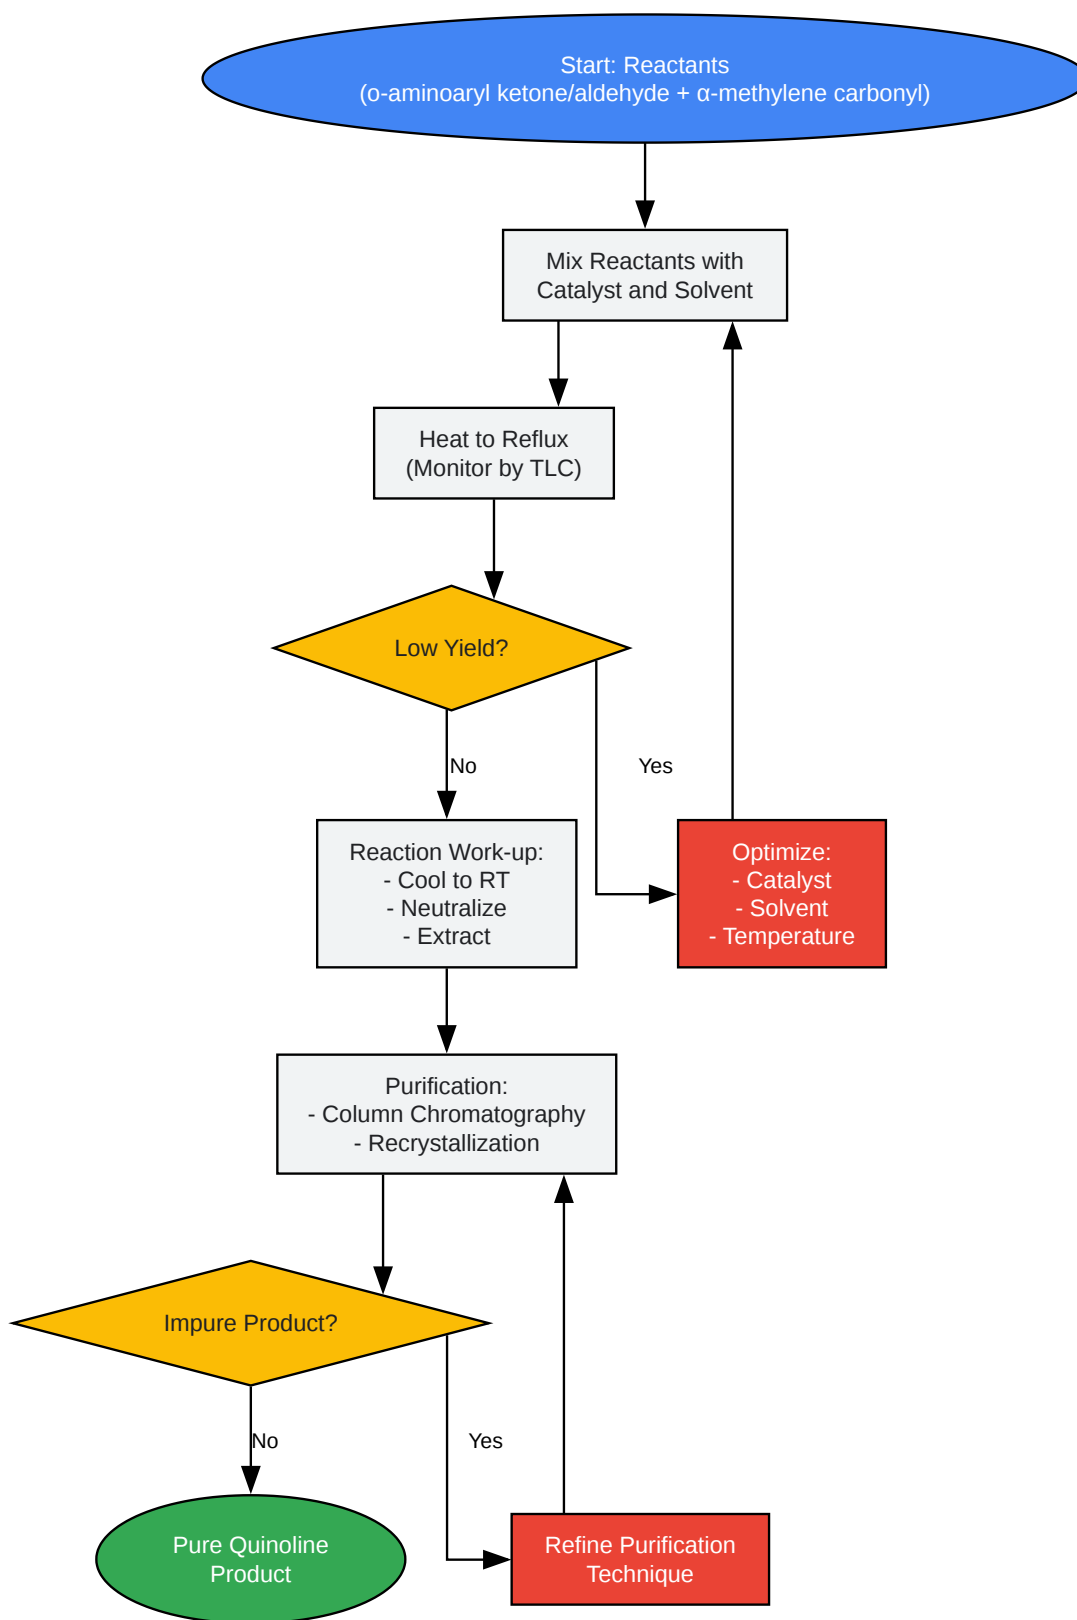 Start: Reactants
(o-aminoaryl ketone/aldehyde + α-methylene carbonyl)
Mix Reactants with
Catalyst and Solvent
Heat to Reflux
(Monitor by TLC)
Low Yield?
No
Yes
Reaction Work-up:
- Cool to RT
- Neutralize
- Extract
Optimize:
- Catalyst
- Solvent
- Temperature
Purification:
- Column Chromatography
- Recrystallization
Impure Product?
No
Yes
Pure Quinoline
Product
Refine Purification
Technique